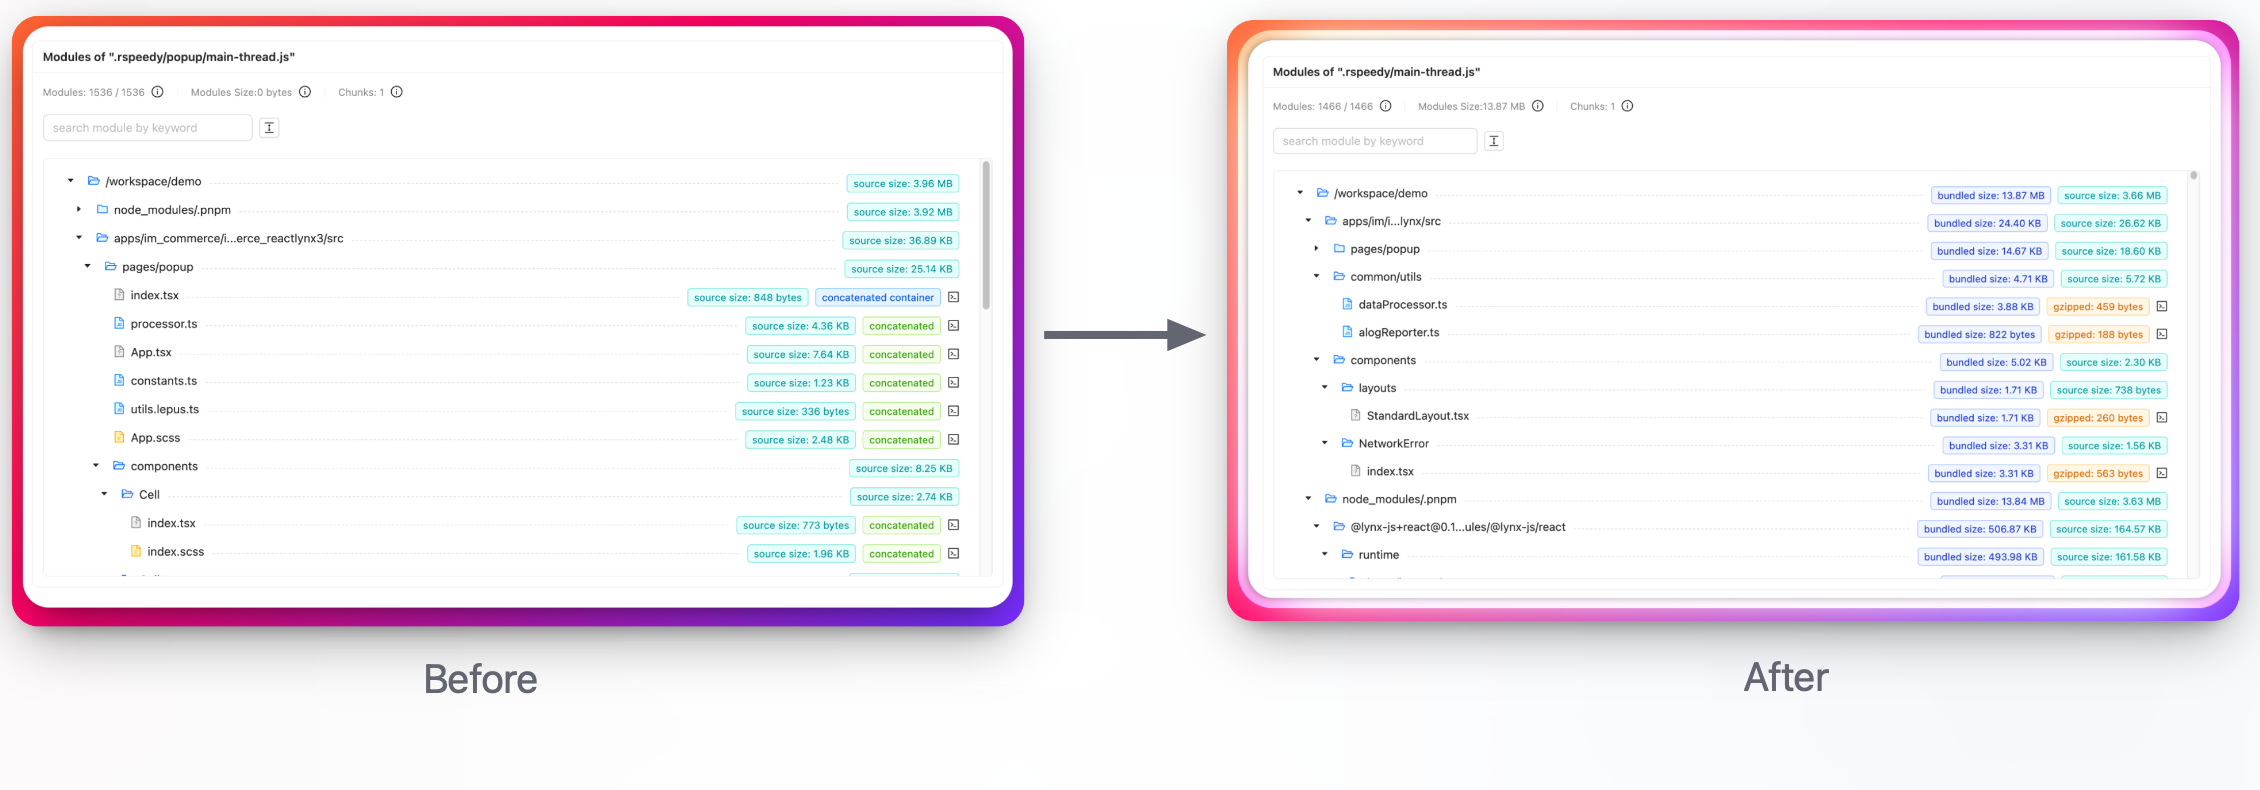 Modules of ".rspeedy/popup/main-thread.js"
Modules: 1536 / 1536
Modules Size:0 bytes
Chunks: 1
search module by keyword
/workspace/demo source size: 3.96 MB
node_modules/.pnpm source size: 3.92 MB
apps/im_commerce/i...erce_reactlynx3/src source size: 36.89 KB
pages/popup source size: 25.14 KB
index.tsx source size: 848 bytes concatenated container
processor.ts source size: 4.36 KB concatenated
App.tsx source size: 7.64 KB concatenated
constants.ts source size: 1.23 KB concatenated
utils.lepus.ts source size: 336 bytes concatenated
App.scss source size: 2.48 KB concatenated
components source size: 8.25 KB
Cell source size: 2.74 KB
index.tsx source size: 773 bytes concatenated
index.scss source size: 1.96 KB concatenated
Before
Modules of ".rspeedy/main-thread.js"
Modules: 1466 / 1466
Modules Size:13.87 MB
Chunks: 1
search module by keyword
/workspace/demo bundled size: 13.87 MB source size: 3.66 MB
apps/im/i...lynx/src bundled size: 24.40 KB source size: 26.62 KB
pages/popup bundled size: 14.67 KB source size: 18.60 KB
common/utils bundled size: 4.71 KB source size: 5.72 KB
dataProcessor.ts bundled size: 3.88 KB gzipped: 459 bytes
alogReporter.ts bundled size: 822 bytes gzipped: 188 bytes
components bundled size: 5.02 KB source size: 2.30 KB
layouts bundled size: 1.71 KB source size: 738 bytes
StandardLayout.tsx bundled size: 1.71 KB gzipped: 260 bytes
NetworkError bundled size: 3.31 KB source size: 1.56 KB
index.tsx bundled size: 3.31 KB gzipped: 563 bytes
node_modules/.pnpm bundled size: 13.84 MB source size: 3.63 MB
@lynx-js+react@0.1...ules/@lynx-js/react bundled size: 506.87 KB source size: 164.57 KB
runtime bundled size: 493.98 KB source size: 161.58 KB
After